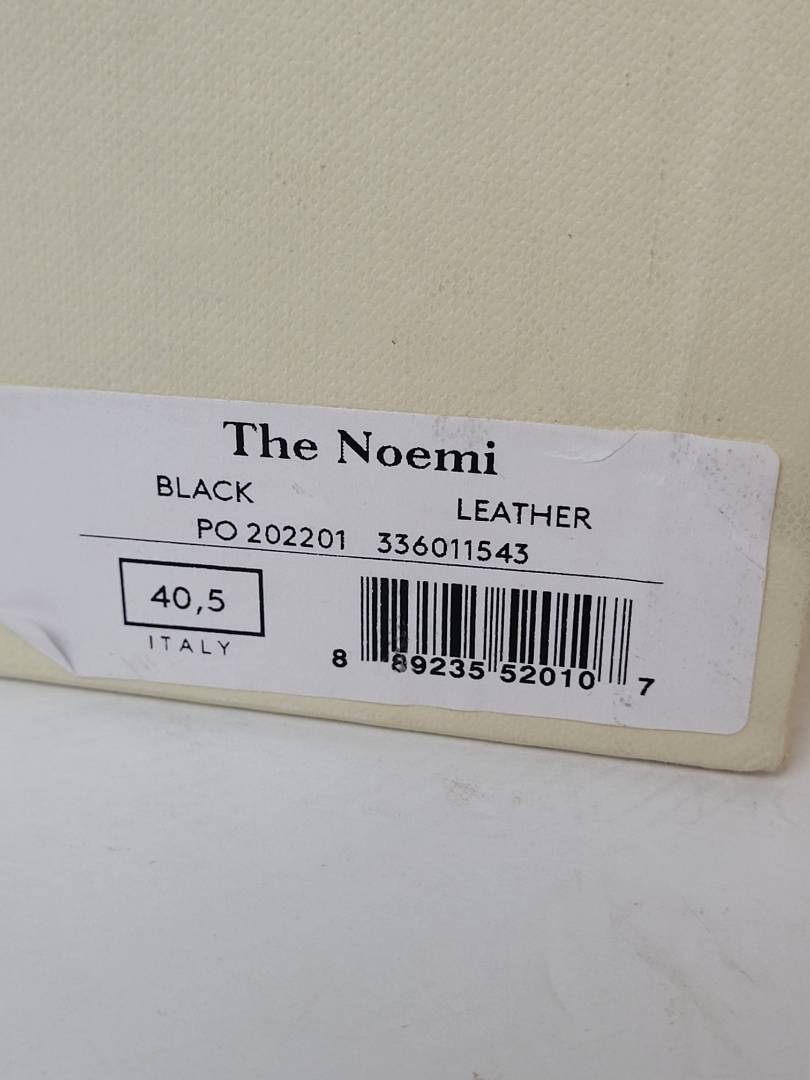 The Noemi
BLACK LEATHER
PO 202201 336011543
40,5
ITALY
8 89235 52010 7